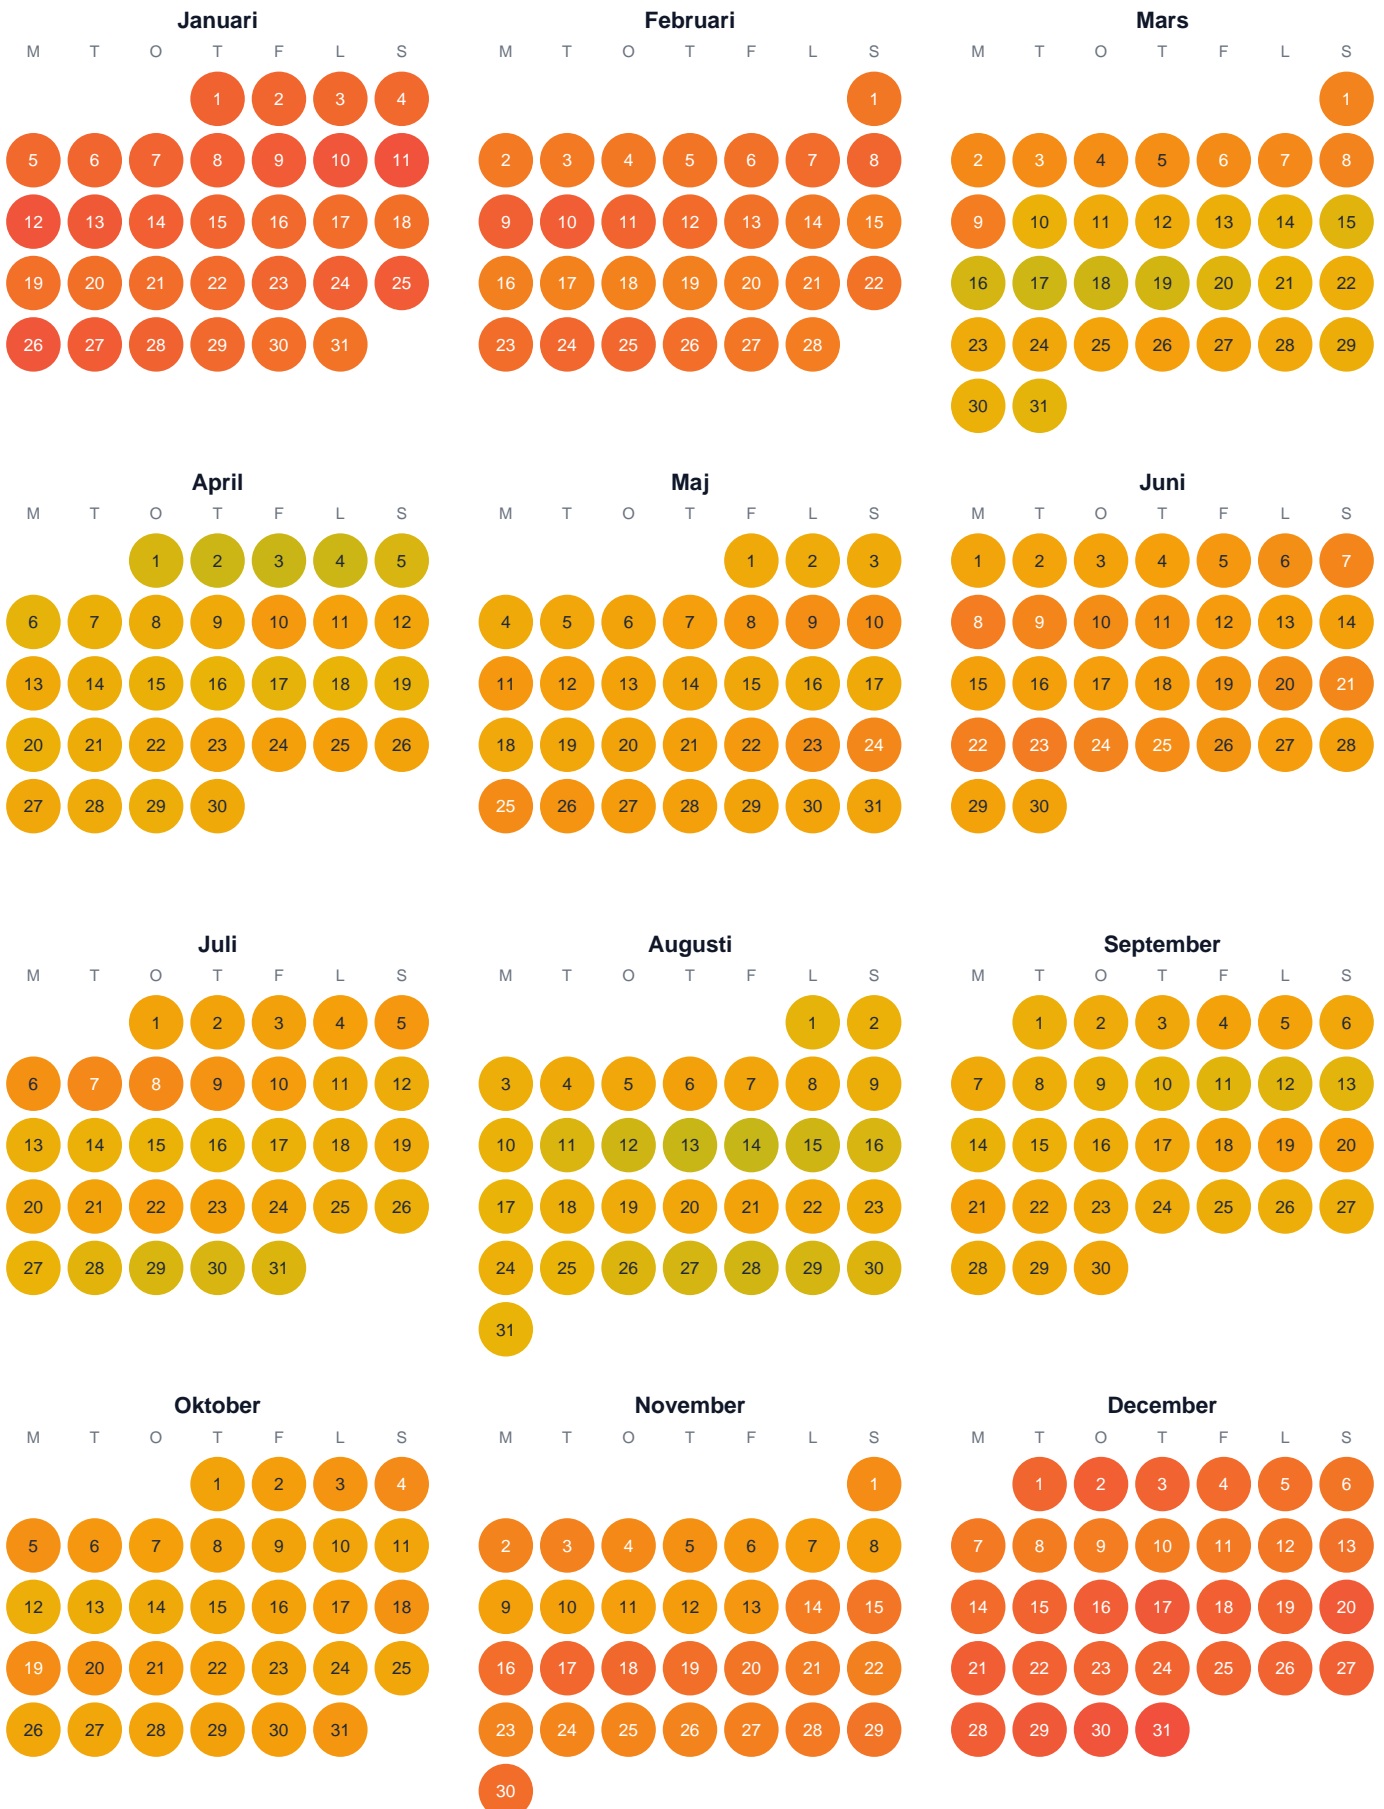 Januari Februari Mars
M T O T F L S M T O T F L S M T O T F L S
1 2 3 4 1 1
5 6 7 8 9 10 11 2 3 4 5 6 7 8 2 3 4 5 6 7 8
12 13 14 15 16 17 18 9 10 11 12 13 14 15 9 10 11 12 13 14 15
19 20 21 22 23 24 25 16 17 18 19 20 21 22 16 17 18 19 20 21 22
26 27 28 29 30 31 23 24 25 26 27 28 23 24 25 26 27 28 29
30 31
April Maj Juni
M T O T F L S M T O T F L S M T O T F L S
1 2 3 4 5 1 2 3 1 2 3 4 5 6 7
6 7 8 9 10 11 12 4 5 6 7 8 9 10 8 9 10 11 12 13 14
13 14 15 16 17 18 19 11 12 13 14 15 16 17 15 16 17 18 19 20 21
20 21 22 23 24 25 26 18 19 20 21 22 23 24 22 23 24 25 26 27 28
27 28 29 30 25 26 27 28 29 30 31 29 30
Juli Augusti September
M T O T F L S M T O T F L S M T O T F L S
1 2 3 4 5 1 2 1 2 3 4 5 6
6 7 8 9 10 11 12 3 4 5 6 7 8 9 7 8 9 10 11 12 13
13 14 15 16 17 18 19 10 11 12 13 14 15 16 14 15 16 17 18 19 20
20 21 22 23 24 25 26 17 18 19 20 21 22 23 21 22 23 24 25 26 27
27 28 29 30 31 24 25 26 27 28 29 30 28 29 30
31
Oktober November December
M T O T F L S M T O T F L S M T O T F L S
1 2 3 4 1 1 2 3 4 5 6
5 6 7 8 9 10 11 2 3 4 5 6 7 8 7 8 9 10 11 12 13
12 13 14 15 16 17 18 9 10 11 12 13 14 15 14 15 16 17 18 19 20
19 20 21 22 23 24 25 16 17 18 19 20 21 22 21 22 23 24 25 26 27
26 27 28 29 30 31 23 24 25 26 27 28 29 28 29 30 31
30